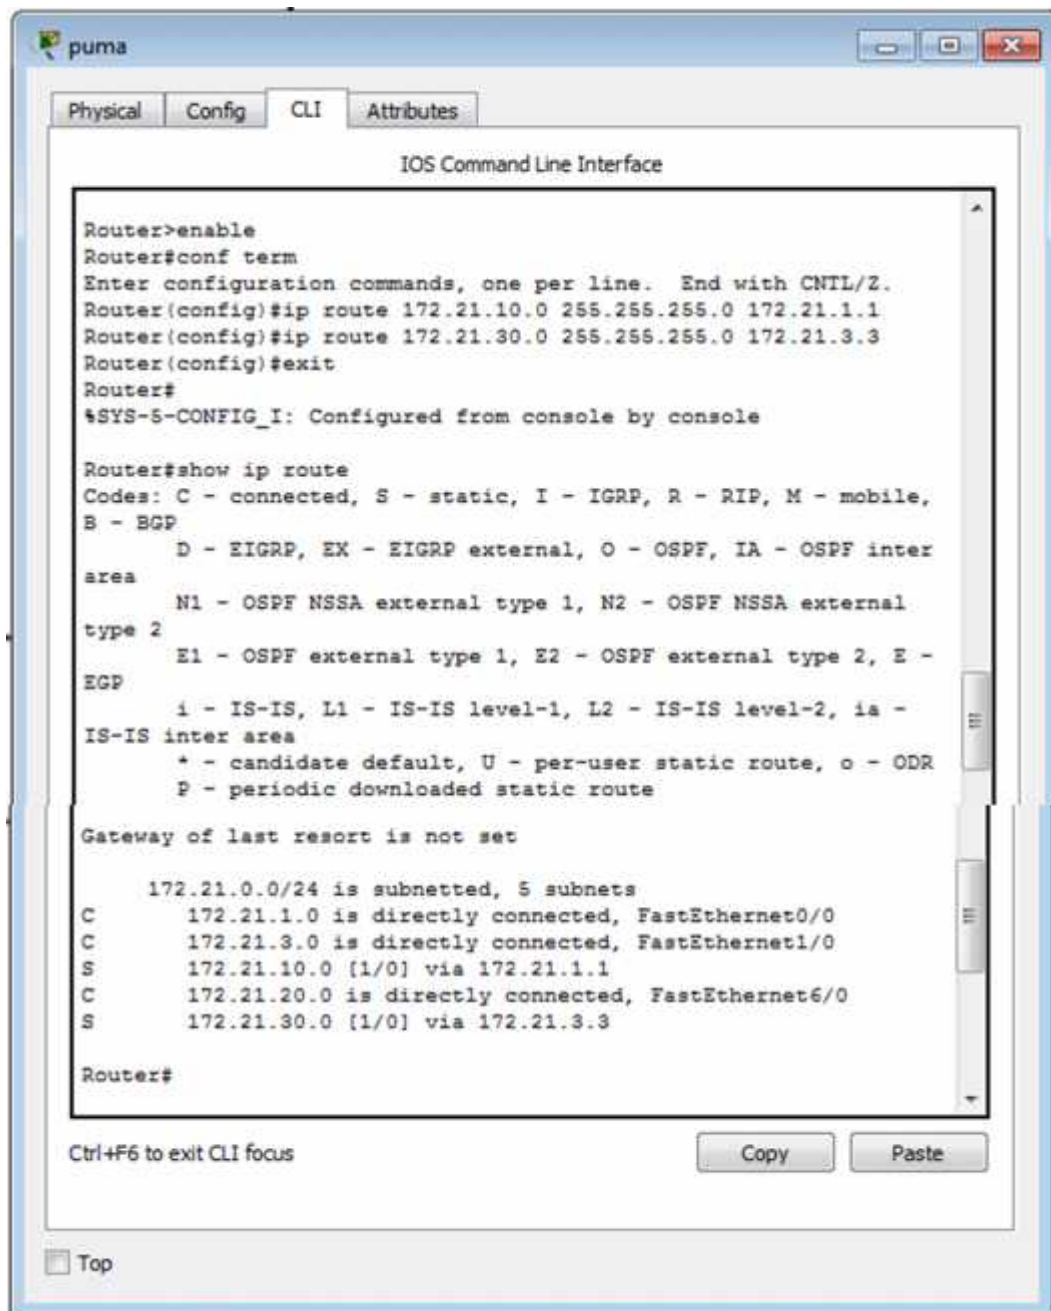 puma
Physical Config CLI Attributes
IOS Command Line Interface
Router>enable
Router#conf term
Enter configuration commands, one per line.  End with CNTL/Z.
Router(config)#ip route 172.21.10.0 255.255.255.0 172.21.1.1
Router(config)#ip route 172.21.30.0 255.255.255.0 172.21.3.3
Router(config)#exit
Router#
%SYS-5-CONFIG_I: Configured from console by console
Router#show ip route
Codes: C - connected, S - static, I - IGRP, R - RIP, M - mobile,
B - BGP
D - EIGRP, EX - EIGRP external, O - OSPF, IA - OSPF inter
area
N1 - OSPF NSSA external type 1, N2 - OSPF NSSA external
type 2
E1 - OSPF external type 1, E2 - OSPF external type 2, E -
EGP
i - IS-IS, L1 - IS-IS level-1, L2 - IS-IS level-2, ia -
IS-IS inter area
* - candidate default, U - per-user static route, o - ODR
P - periodic downloaded static route
Gateway of last resort is not set
172.21.0.0/24 is subnetted, 5 subnets
C 172.21.1.0 is directly connected, FastEthernet0/0
C 172.21.3.0 is directly connected, FastEthernet1/0
S 172.21.10.0 [1/0] via 172.21.1.1
C 172.21.20.0 is directly connected, FastEthernet6/0
S 172.21.30.0 [1/0] via 172.21.3.3
Router#
Ctrl+F6 to exit CLI focus Copy Paste
Top